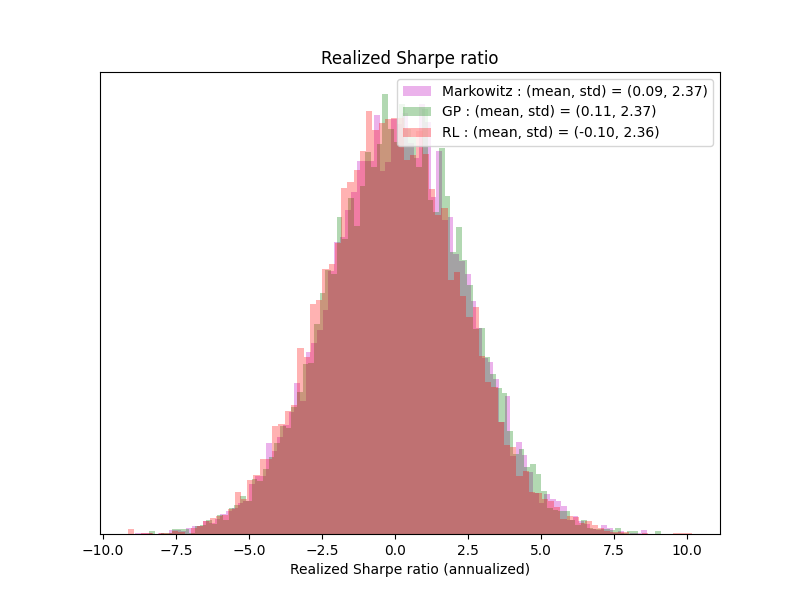 Realized Sharpe ratio
Markowitz : (mean, std) = (0.09, 2.37)
GP : (mean, std) = (0.11, 2.37)
RL : (mean, std) = (-0.10, 2.36)
−10.0 −7.5 −5.0 −2.5 0.0 2.5 5.0 7.5 10.0
Realized Sharpe ratio (annualized)